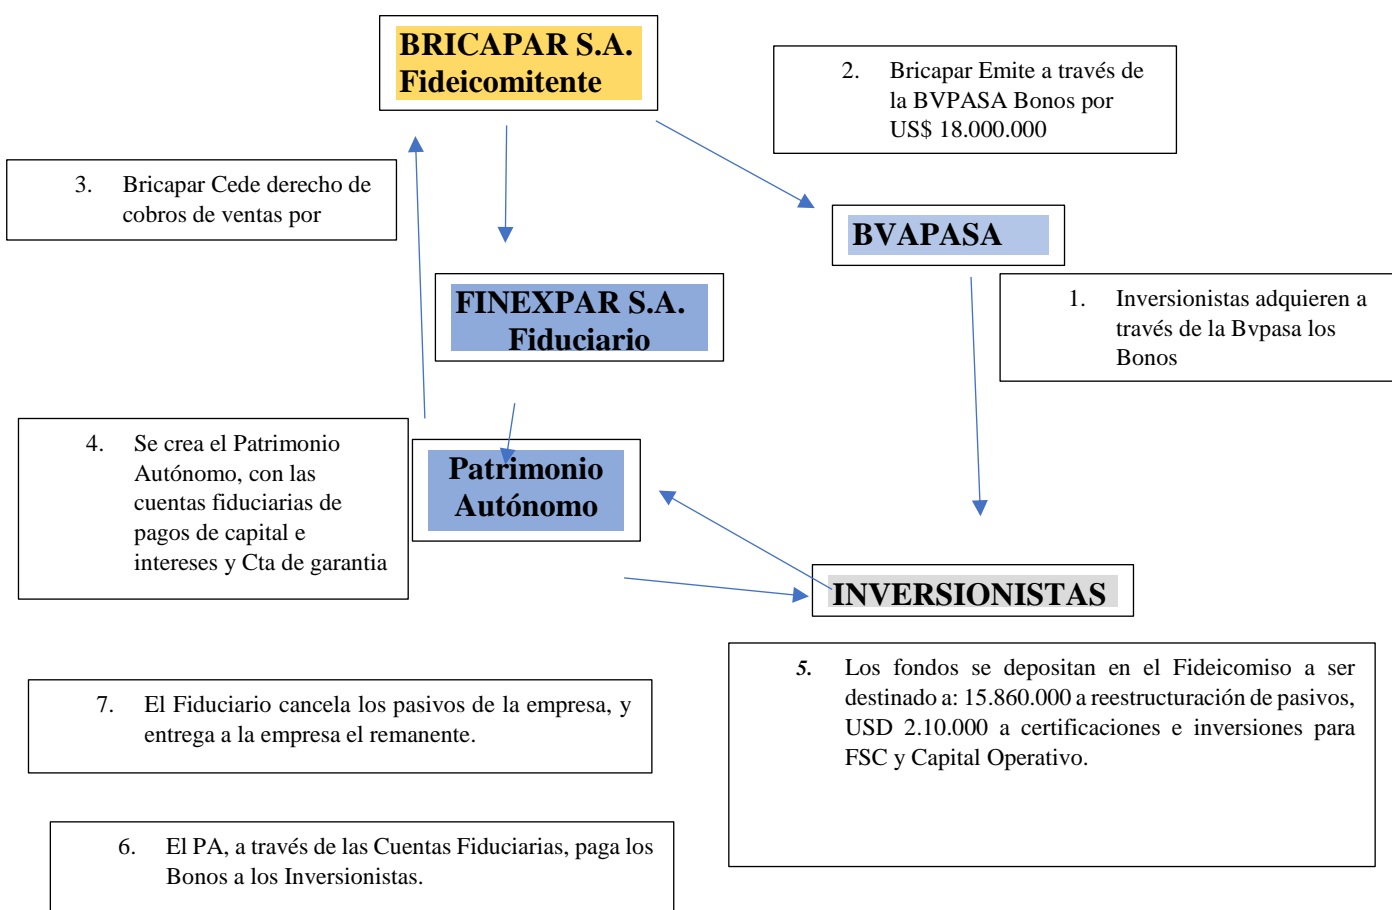 BRICAPAR S.A.
Fideicomitente
2. Bricapar Emite a través de
la BVPASA Bonos por
US$ 18.000.000
3. Bricapar Cede derecho de
cobros de ventas por
BVAPASA
FINEXPAR S.A.
Fiduciario
1. Inversionistas adquieren a
través de la Bvpasa los
Bonos
4. Se crea el Patrimonio
Autónomo, con las
cuentas fiduciarias de
pagos de capital e
intereses y Cta de garantia
Patrimonio
Autónomo
INVERSIONISTAS
5. Los fondos se depositan en el Fideicomiso a ser
destinado a: 15.860.000 a reestructuración de pasivos,
USD 2.10.000 a certificaciones e inversiones para
FSC y Capital Operativo.
7. El Fiduciario cancela los pasivos de la empresa, y
entrega a la empresa el remanente.
6. El PA, a través de las Cuentas Fiduciarias, paga los
Bonos a los Inversionistas.